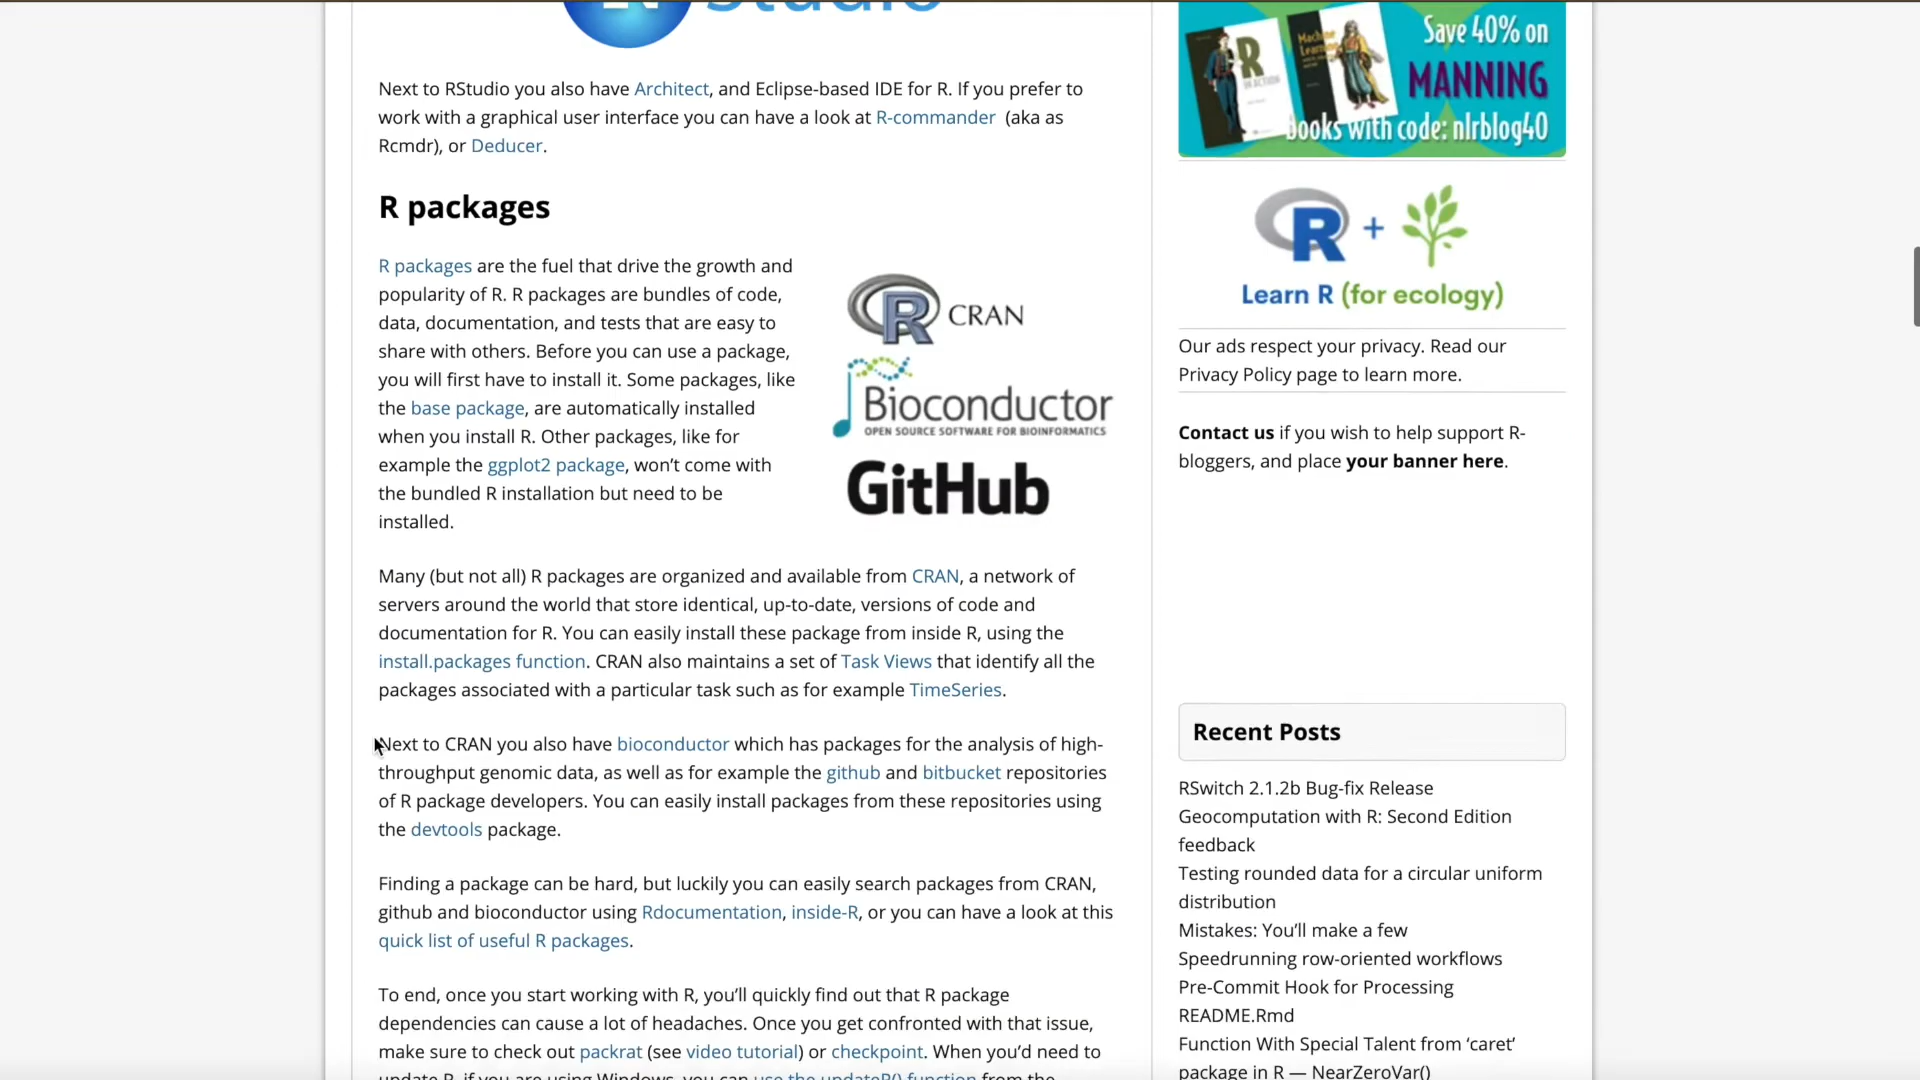 Studio
Next to RStudio you also have Architect, and Eclipse-based IDE for R. If you prefer to
work with a graphical user interface you can have a look at R-commander (aka as
Rcmdr), or Deducer.
R packages
R packages are the fuel that drive the growth and
popularity of R. R packages are bundles of code,
data, documentation, and tests that are easy to
share with others. Before you can use a package,
you will first have to install it. Some packages, like
the base package, are automatically installed
when you install R. Other packages, like for
example the ggplot2 package, won’t come with
the bundled R installation but need to be
installed.
R CRAN
Bioconductor
OPEN SOURCE SOFTWARE FOR BIOINFORMATICS
GitHub
Many (but not all) R packages are organized and available from CRAN, a network of
servers around the world that store identical, up-to-date, versions of code and
documentation for R. You can easily install these package from inside R, using the
install.packages function. CRAN also maintains a set of Task Views that identify all the
packages associated with a particular task such as for example TimeSeries.
Next to CRAN you also have bioconductor which has packages for the analysis of high-
throughput genomic data, as well as for example the github and bitbucket repositories
of R package developers. You can easily install packages from these repositories using
the devtools package.
Finding a package can be hard, but luckily you can easily search packages from CRAN,
github and bioconductor using Rdocumentation, inside-R, or you can have a look at this
quick list of useful R packages.
To end, once you start working with R, you’ll quickly find out that R package
dependencies can cause a lot of headaches. Once you get confronted with that issue,
make sure to check out packrat (see video tutorial) or checkpoint. When you’d need to
update R, if you are using Windows, you can use the updateR() function from the
R
IN ACTION
Machine
Learning
Save 40% on
MANNING
books with code: nlrblog40
R +
Learn R (for ecology)
Our ads respect your privacy. Read our
Privacy Policy page to learn more.
Contact us if you wish to help support R-
bloggers, and place your banner here.
Recent Posts
RSwitch 2.1.2b Bug-fix Release
Geocomputation with R: Second Edition
feedback
Testing rounded data for a circular uniform
distribution
Mistakes: You’ll make a few
Speedrunning row-oriented workflows
Pre-Commit Hook for Processing
README.Rmd
Function With Special Talent from ‘caret’
package in R — NearZeroVar()